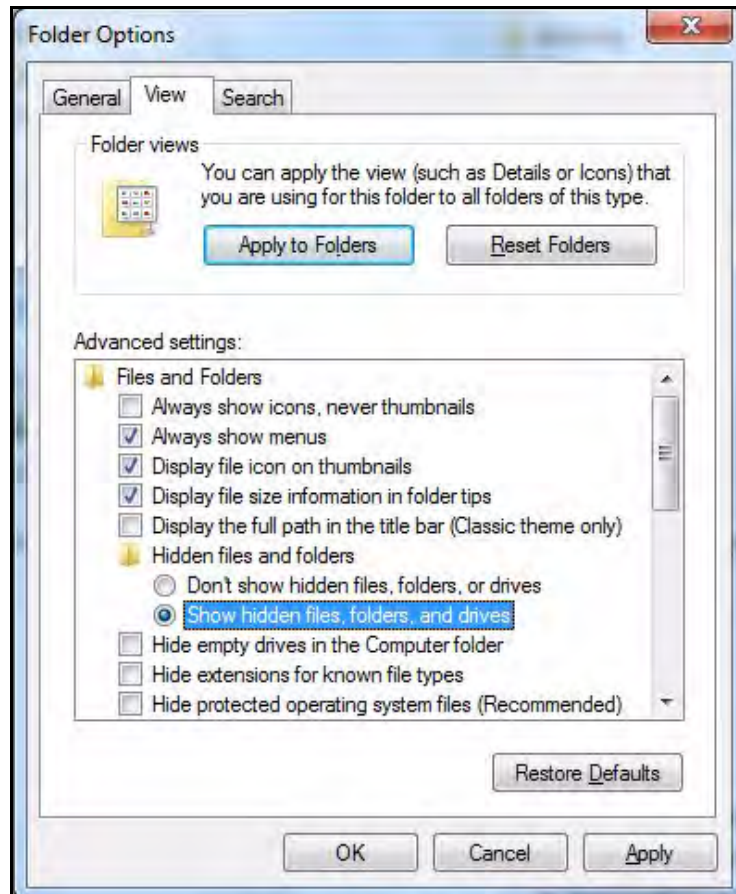 Folder Options
General
View
Search
Folder views
You can apply the view (such as Details or Icons) that
you are using for this folder to all folders of this type.
Apply to Folders
Reset Folders
Advanced settings:
Files and Folders
Always show icons, never thumbnails
Always show menus
Display file icon on thumbnails
Display file size information in folder tips
Display the full path in the title bar (Classic theme only)
Hidden files and folders
Don't show hidden files, folders, or drives
Show hidden files, folders, and drives
Hide empty drives in the Computer folder
Hide extensions for known file types
Hide protected operating system files (Recommended)
Restore Defaults
OK
Cancel
Apply